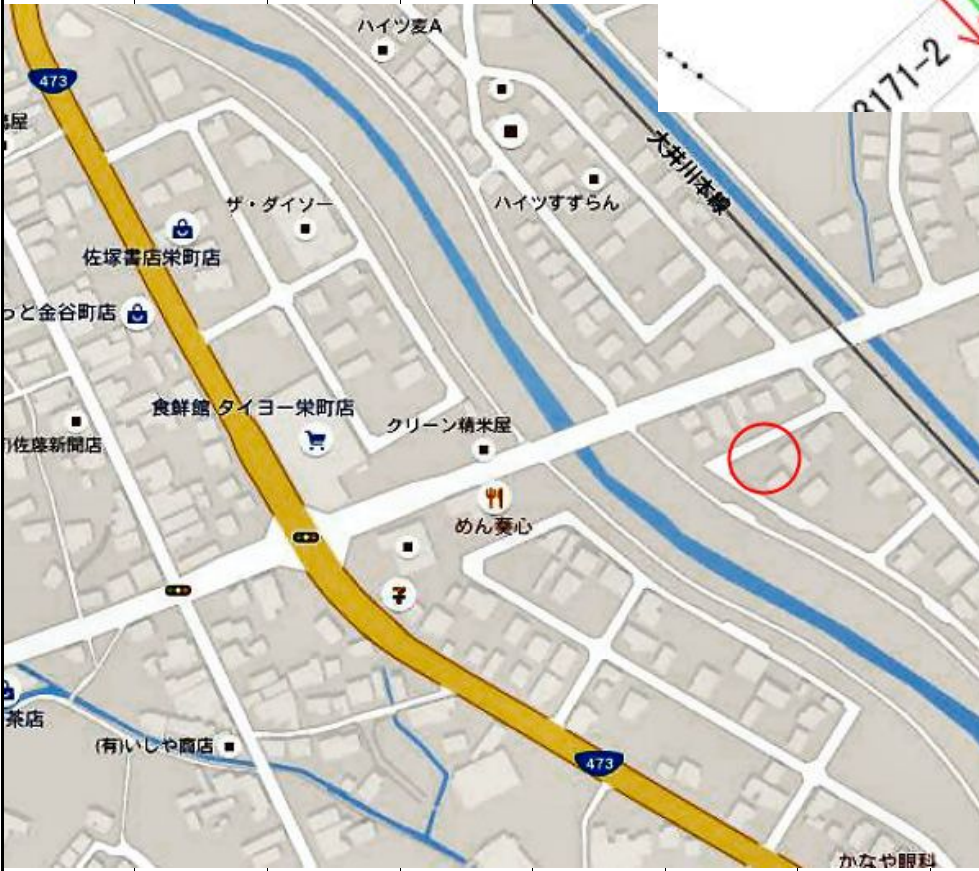 ハイツ麦A
3171-2
473
大井川本線
ハイツすずらん
ザ・ダイソー
佐塚書店栄町店
っと金谷町店
食鮮館 タイヨー栄町店
クリーン精米屋
佐藤新聞店
めん奏心
茶店
(有)いしや商店
473
かなや眼科